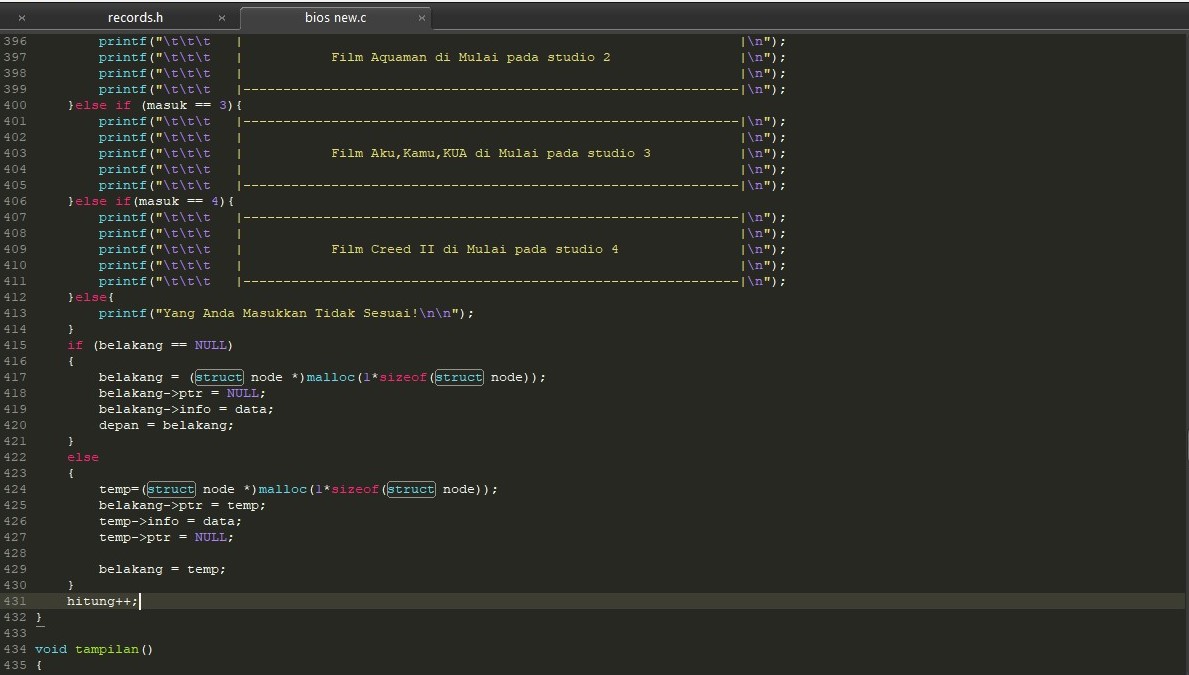 records.h × bios new.c ×
396         printf("\t\t\t   |                                                              |\n");
397         printf("\t\t\t   |           Film Aquaman di Mulai pada studio 2                |\n");
398         printf("\t\t\t   |                                                              |\n");
399         printf("\t\t\t   |--------------------------------------------------------------|\n");
400     }else if (masuk == 3){
401         printf("\t\t\t   |--------------------------------------------------------------|\n");
402         printf("\t\t\t   |                                                              |\n");
403         printf("\t\t\t   |           Film Aku,Kamu,KUA di Mulai pada studio 3           |\n");
404         printf("\t\t\t   |                                                              |\n");
405         printf("\t\t\t   |--------------------------------------------------------------|\n");
406     }else if(masuk == 4){
407         printf("\t\t\t   |--------------------------------------------------------------|\n");
408         printf("\t\t\t   |                                                              |\n");
409         printf("\t\t\t   |           Film Creed II di Mulai pada studio 4               |\n");
410         printf("\t\t\t   |                                                              |\n");
411         printf("\t\t\t   |--------------------------------------------------------------|\n");
412     }else{
413         printf("Yang Anda Masukkan Tidak Sesuai!\n\n");
414     }
415     if (belakang == NULL)
416     {
417         belakang = (struct node *)malloc(1*sizeof(struct node));
418         belakang->ptr = NULL;
419         belakang->info = data;
420         depan = belakang;
421     }
422     else
423     {
424         temp=(struct node *)malloc(1*sizeof(struct node));
425         belakang->ptr = temp;
426         temp->info = data;
427         temp->ptr = NULL;
428
429         belakang = temp;
430     }
431     hitung++;
432 }
433
434 void tampilan()
435 {